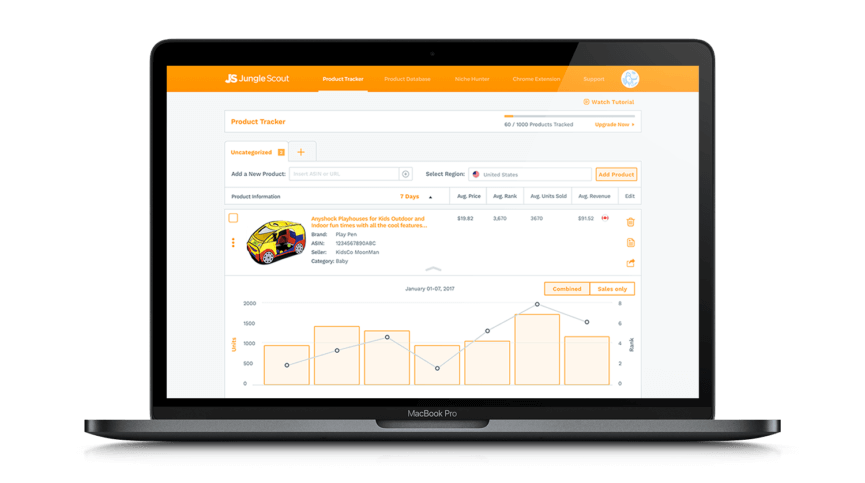 JS Jungle Scout
Product Tracker Product Database Niche Hunter Chrome Extension Support
Watch Tutorial
Product Tracker
60 / 1000 Products Tracked Upgrade Now +
Uncategorized +
Add a New Product: Insert ASIN or URL Select Region: United States Add Product
Product Information 7 Days Avg. Price Avg. Rank Avg. Units Sold Avg. Revenue Edit
Anyshock Playhouses for Kids Outdoor and $19.82 3,670 3670 $91.52
Indoor fun times with all the cool features...
Brand: Play Pen
ASIN: 1234567890ABC
Seller: KidsCo MoonMan
Category: Baby
January 01-07, 2017 Combined Sales only
2000 8
1500 6
1000 4
500 2
0 0
Units
Rank
MacBook Pro